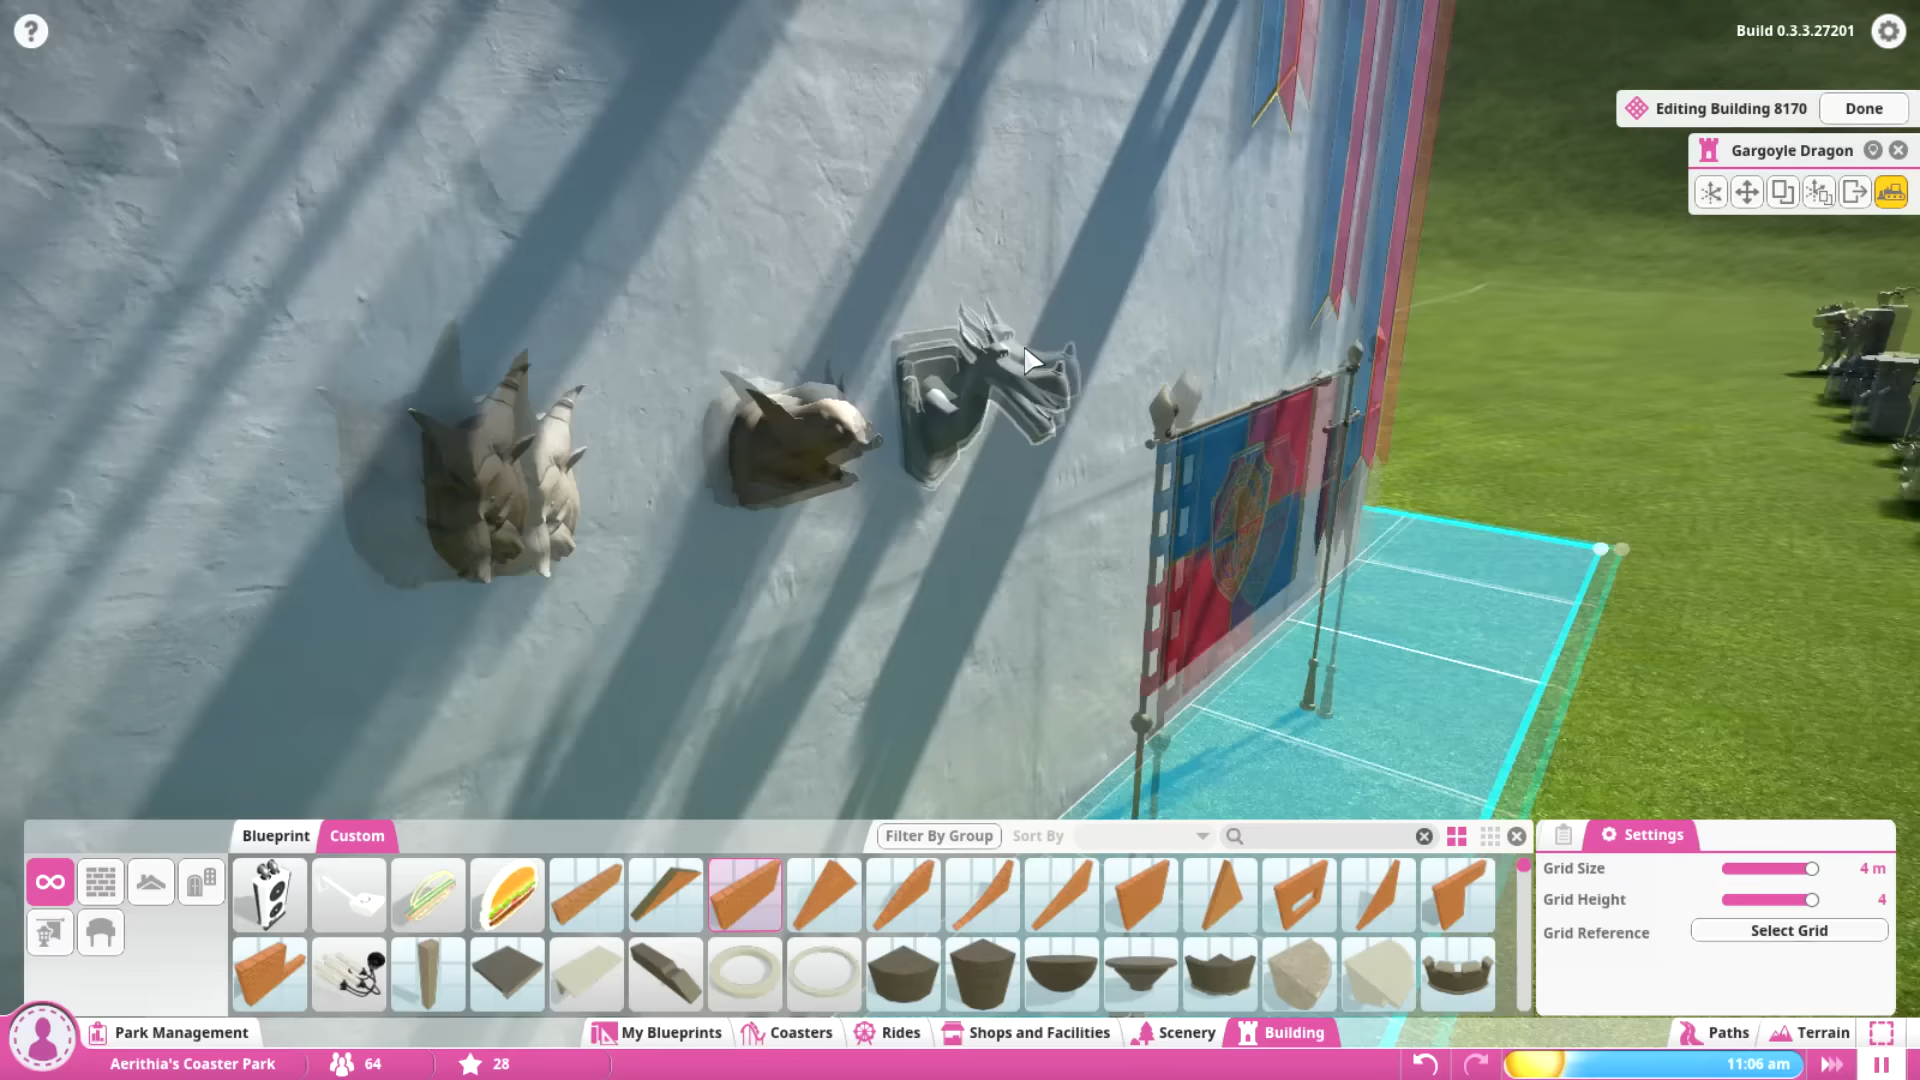 ?
Build 0.3.3.27201
Editing Building 8170
Done
Gargoyle Dragon
Blueprint
Custom
Filter By Group
Sort By
Settings
Grid Size
4 m
Grid Height
4
Grid Reference
Select Grid
Park Management
My Blueprints
Coasters
Rides
Shops and Facilities
Scenery
Building
Paths
Terrain
Aerithia's Coaster Park
64
28
11:06 am